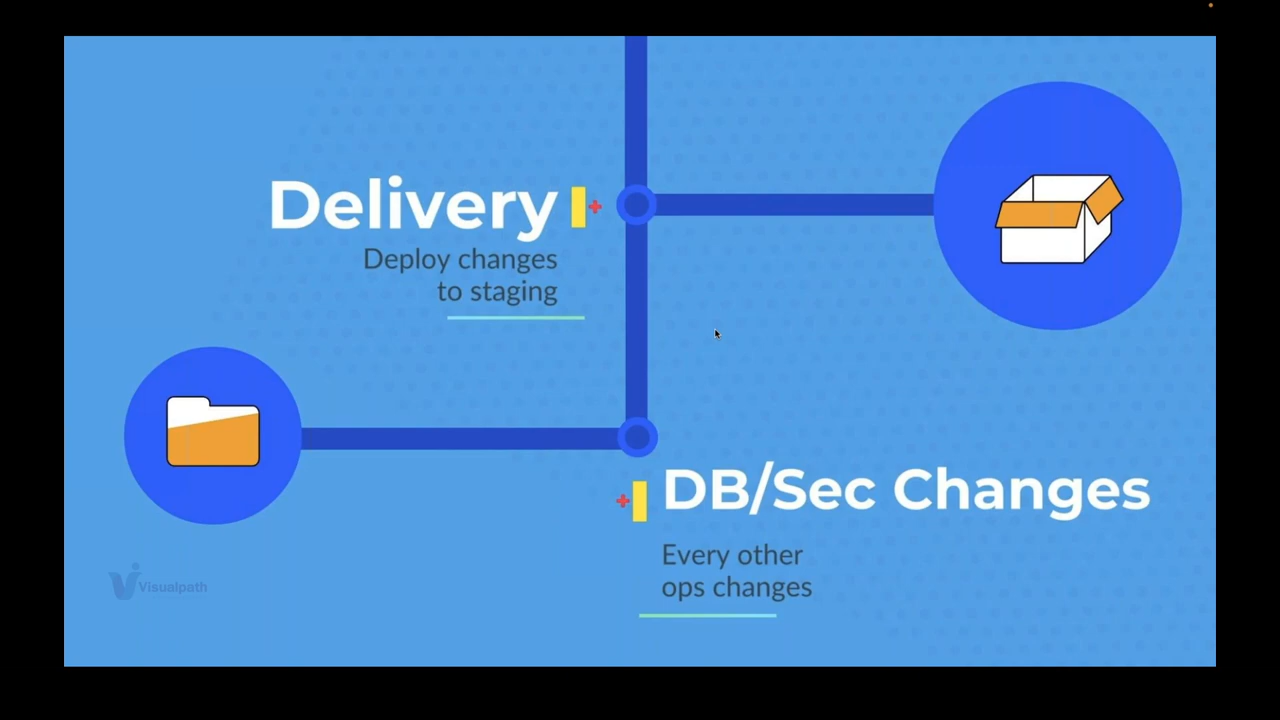 Delivery
Deploy changes
to staging
DB/Sec Changes
Every other
ops changes
Visualpath